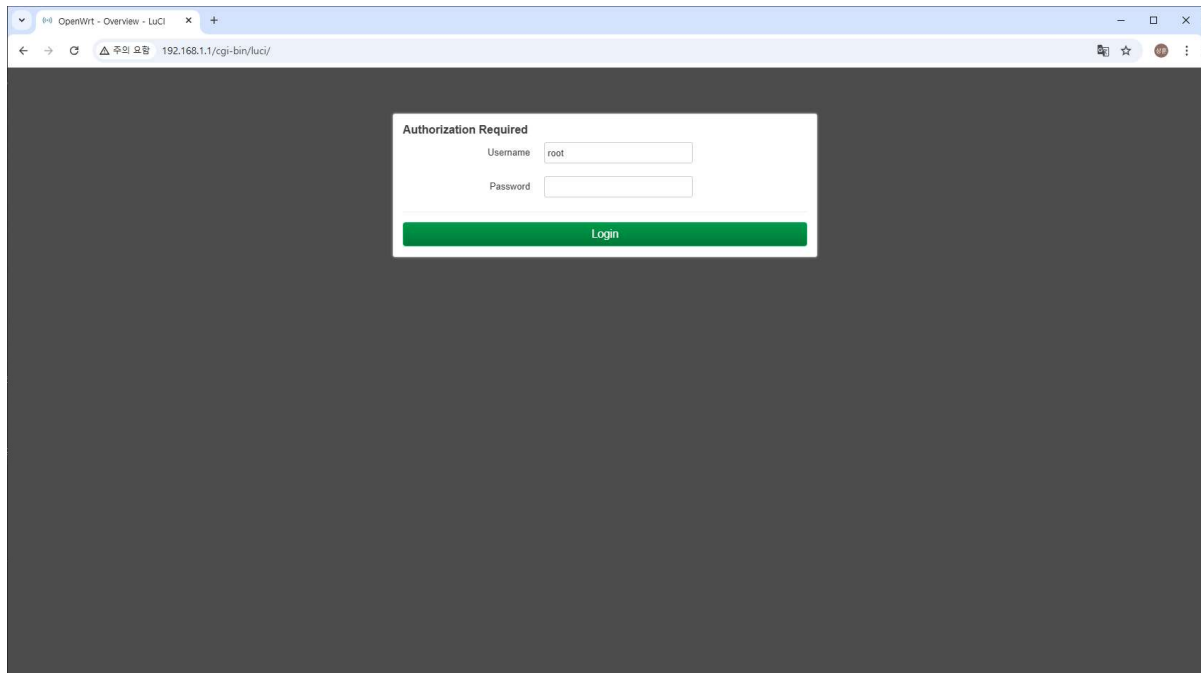 OpenWrt - Overview - LuCI
주의 요함 192.168.1.1/cgi-bin/luci/
Authorization Required
Username root
Password
Login